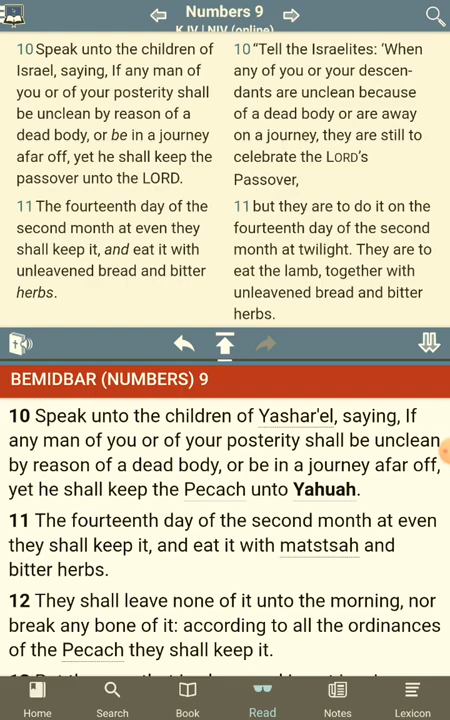 Numbers 9
KJV | NIV (online)
10 Speak unto the children of
Israel, saying, If any man of
you or of your posterity shall
be unclean by reason of a
dead body, or be in a journey
afar off, yet he shall keep the
passover unto the LORD.
11 The fourteenth day of the
second month at even they
shall keep it, and eat it with
unleavened bread and bitter
herbs.
10 “Tell the Israelites: ‘When
any of you or your descen-
dants are unclean because
of a dead body or are away
on a journey, they are still to
celebrate the LORD’s
Passover,
11 but they are to do it on the
fourteenth day of the second
month at twilight. They are to
eat the lamb, together with
unleavened bread and bitter
herbs.
BEMIDBAR (NUMBERS) 9
10 Speak unto the children of Yashar'el, saying, If
any man of you or of your posterity shall be unclean
by reason of a dead body, or be in a journey afar off,
yet he shall keep the Pecach unto Yahuah.
11 The fourteenth day of the second month at even
they shall keep it, and eat it with matstsah and
bitter herbs.
12 They shall leave none of it unto the morning, nor
break any bone of it: according to all the ordinances
of the Pecach they shall keep it.
Home
Search
Book
Read
Notes
Lexicon